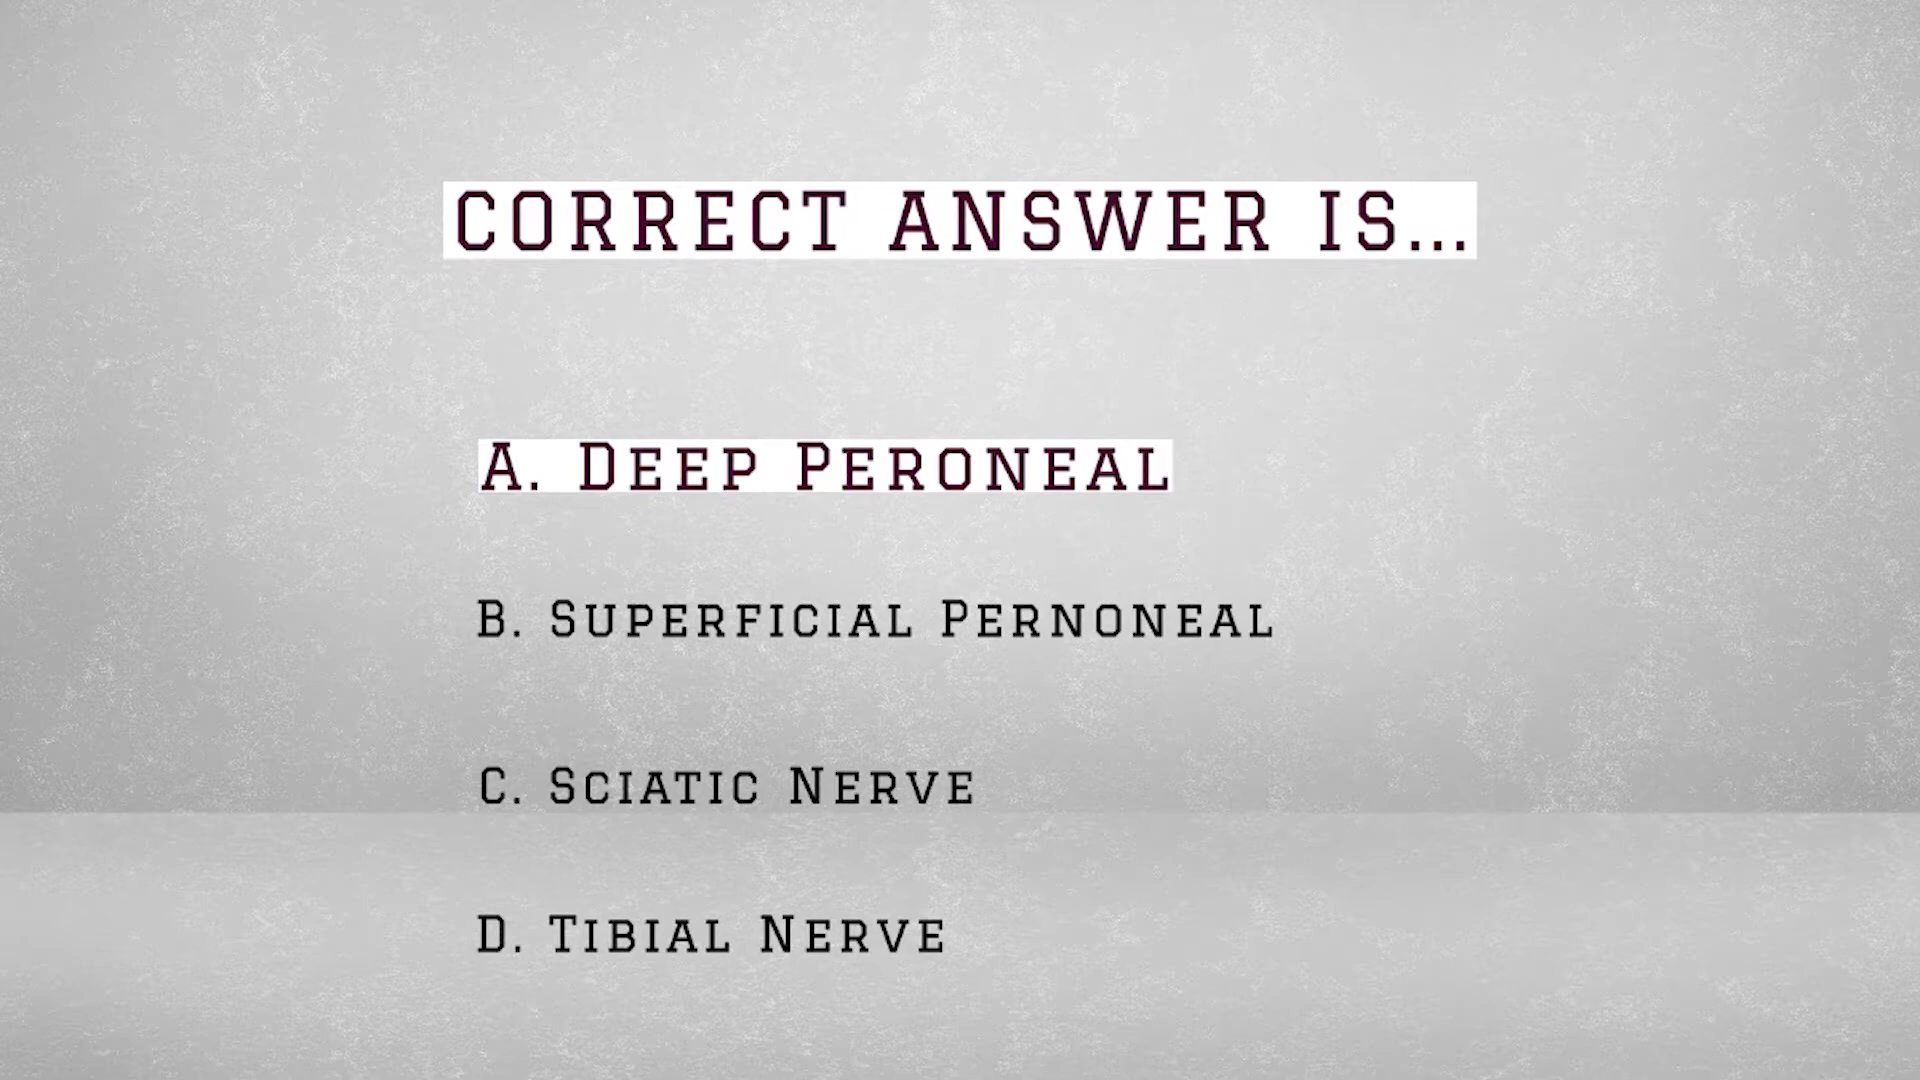 CORRECT ANSWER IS...
A. DEEP PERONEAL
B. SUPERFICIAL PERNONEAL
C. SCIATIC NERVE
D. TIBIAL NERVE